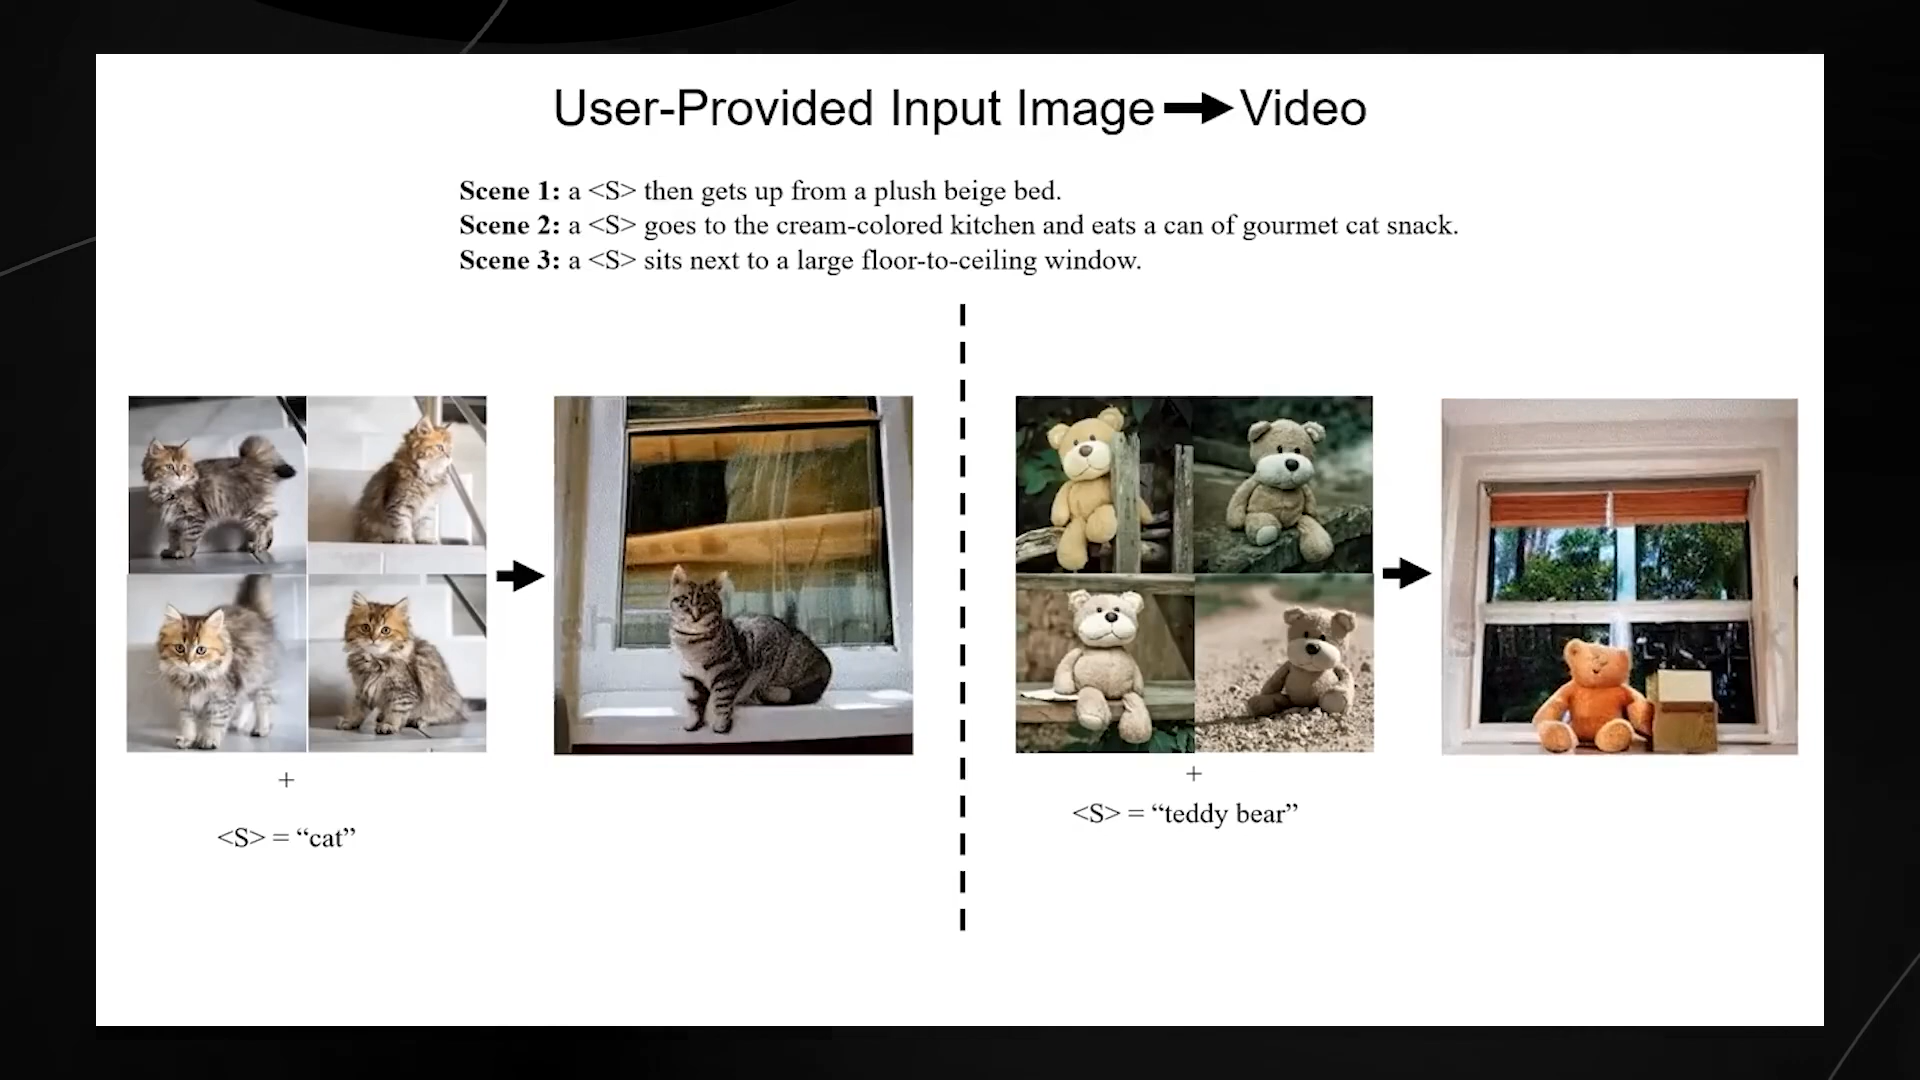 User-Provided Input Image➡Video
Scene 1: a <S> then gets up from a plush beige bed.
Scene 2: a <S> goes to the cream-colored kitchen and eats a can of gourmet cat snack.
Scene 3: a <S> sits next to a large floor-to-ceiling window.
+
<S> = “cat”
+
<S> = “teddy bear”